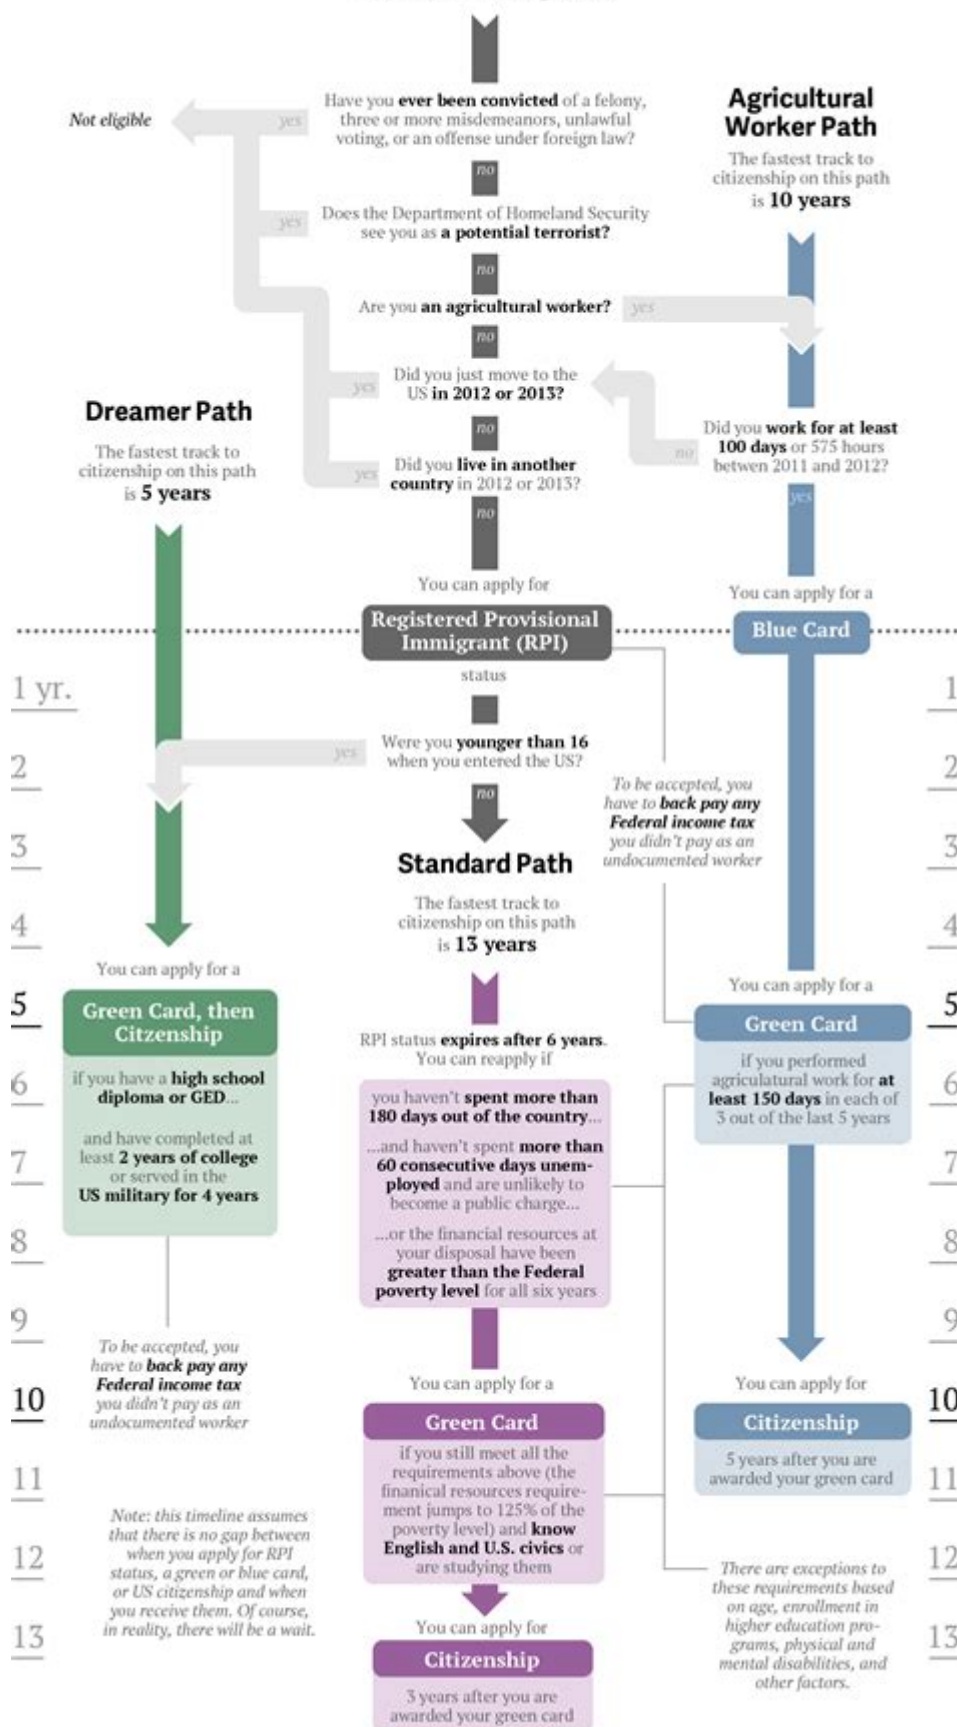 Have you ever been convicted of a felony,
three or more misdemeanors, unlawful
voting, or an offense under foreign law?
yes
Not eligible
no
Does the Department of Homeland Security
see you as a potential terrorist?
yes
no
Are you an agricultural worker?
yes
no
Did you just move to the
US in 2012 or 2013?
yes
no
Did you live in another
country in 2012 or 2013?
yes
no
You can apply for
Registered Provisional
Immigrant (RPI)
status
Were you younger than 16
when you entered the US?
yes
no
Agricultural
Worker Path
The fastest track to
citizenship on this path
is 10 years
Did you work for at least
100 days or 575 hours
betwen 2011 and 2012?
no
yes
You can apply for a
Blue Card
To be accepted, you
have to back pay any
Federal income tax
you didn't pay as an
undocumented worker
You can apply for a
Green Card
if you performed
agriculatural work for at
least 150 days in each of
3 out of the last 5 years
You can apply for
Citizenship
5 years after you are
awarded your green card
Dreamer Path
The fastest track to
citizenship on this path
is 5 years
You can apply for a
Green Card, then
Citzenship
if you have a high school
diploma or GED...
and have completed at
least 2 years of college
or served in the
US military for 4 years
To be accepted, you
have to back pay any
Federal income tax
you didn't pay as an
undocumented worker
Standard Path
The fastest track to
citizenship on this path
is 13 years
RPI status expires after 6 years.
You can reapply if
you haven't spent more than
180 days out of the country...
...and haven't spent more than
60 consecutive days unem-
ployed and are unlikely to
become a public charge...
...or the financial resources at
your disposal have been
greater than the Federal
poverty level for all six years
You can apply for a
Green Card
if you still meet all the
requirements above (the
finanical resources require-
ment jumps to 125% of the
poverty level) and know
English and U.S. civics or
are studying them
You can apply for
Citizenship
3 years after you are
awarded your green card
There are exceptions to
these requirements based
on age, enrollment in
higher education pro-
grams, physical and
mental disabilities, and
other factors.
Note: this timeline assumes
that there is no gap between
when you apply for RPI
status, a green or blue card,
or US citizenship and when
you receive them. Of course,
in reality, there will be a wait.
1 yr.
2
3
4
5
6
7
8
9
10
11
12
13
1
2
3
4
5
6
7
8
9
10
11
12
13